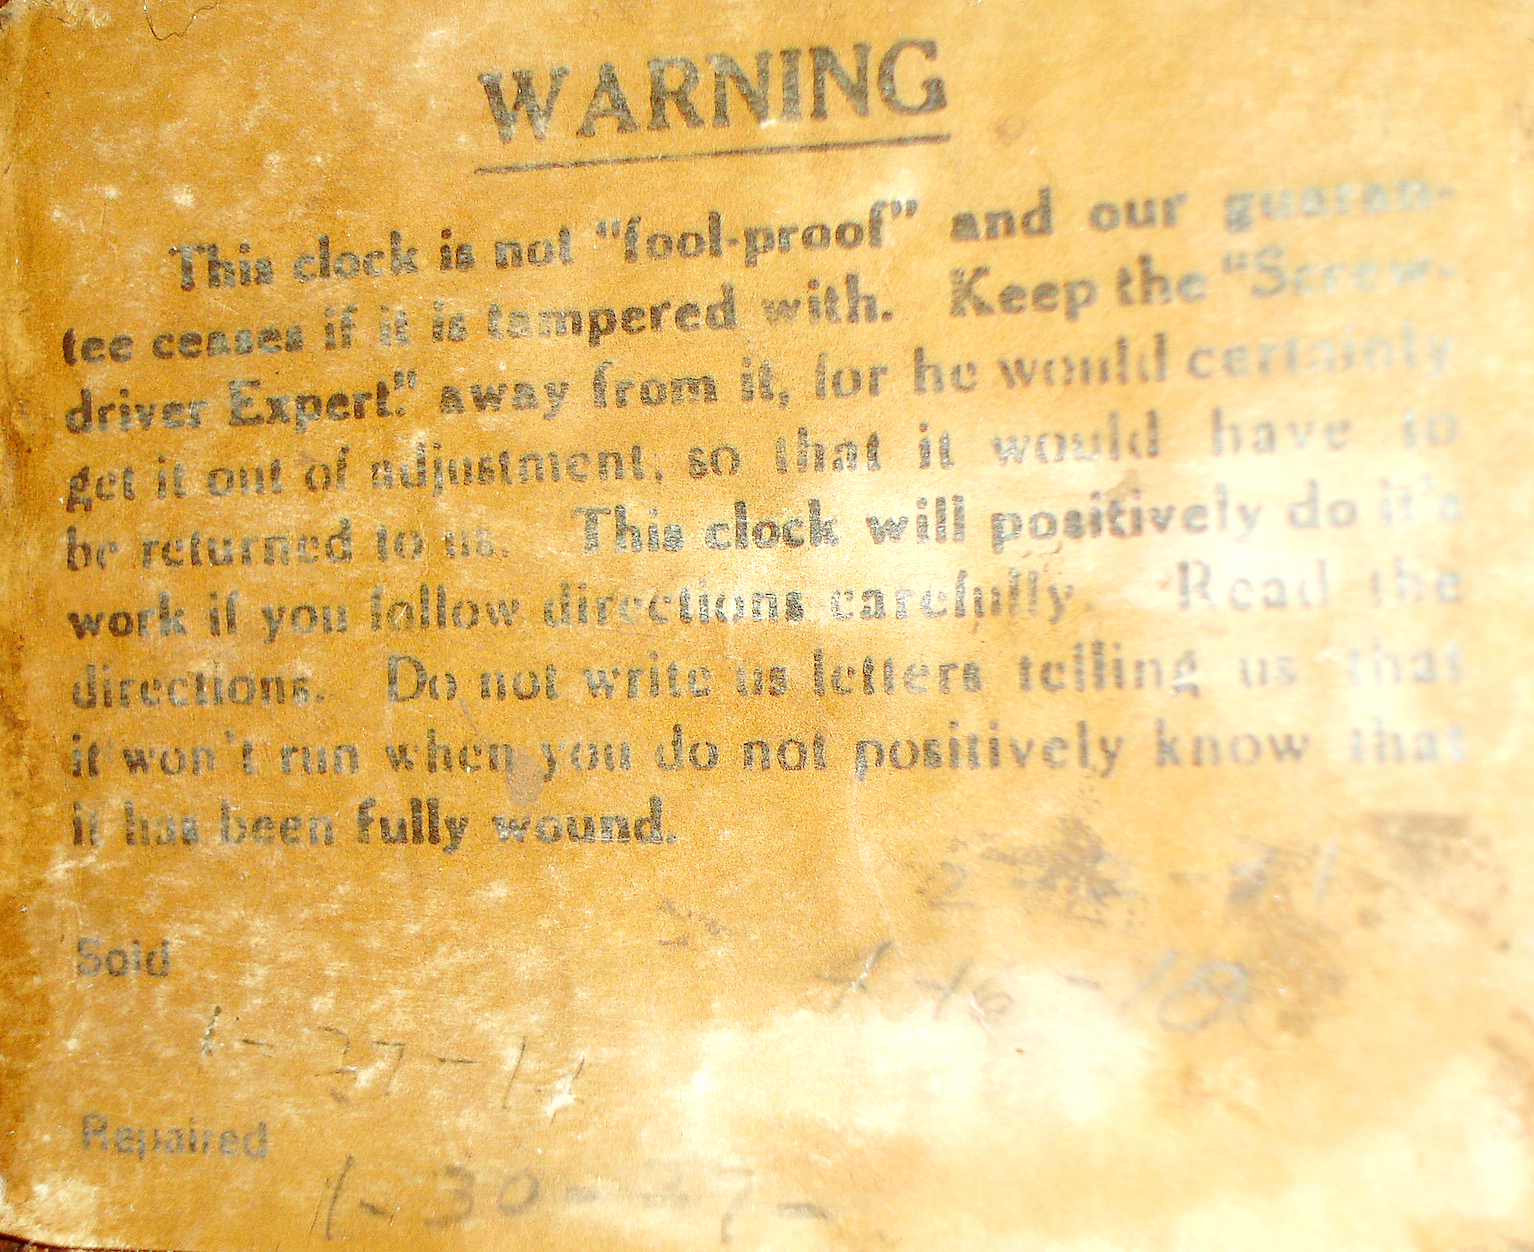 WARNING
This clock is not "fool-proof" and our guaran-
tee ceases if it is tampered with. Keep the "Screw-
driver Expert." away from it, for he would certainly
get it out of adjustment, so that it would have to
be returned to us. This clock will positively do it's
work if you follow directions carefully. Read the
directions. Do not write us letters telling us that
it won't run when you do not positively know that
it has been fully wound.
Sold
Repaired
1-30-37-